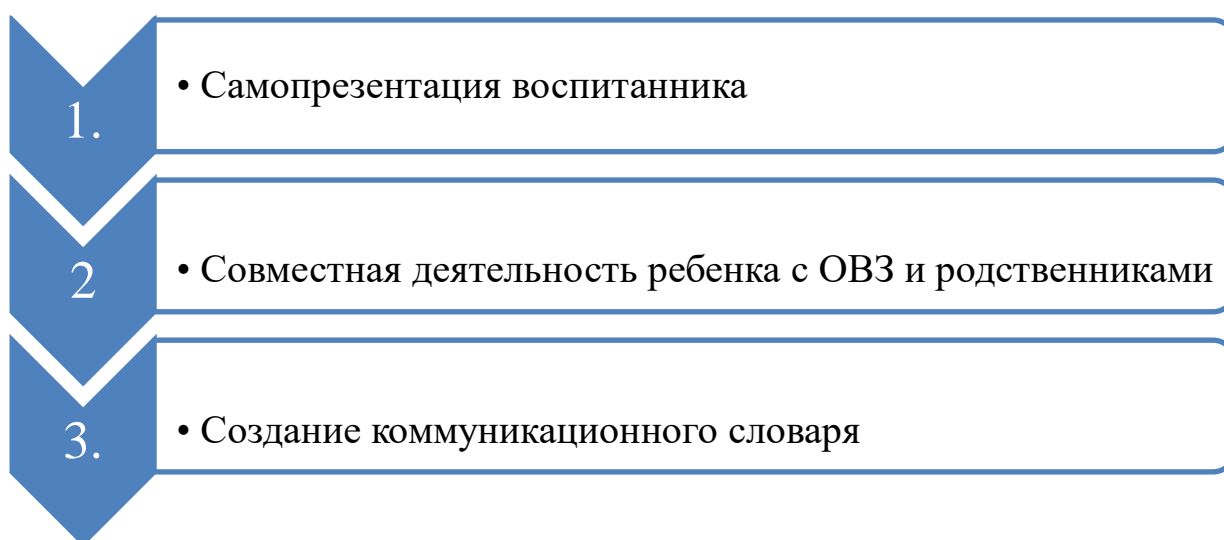 1.
• Самопрезентация воспитанника
2
• Совместная деятельность ребенка с ОВЗ и родственниками
3.
• Создание коммуникационного словаря